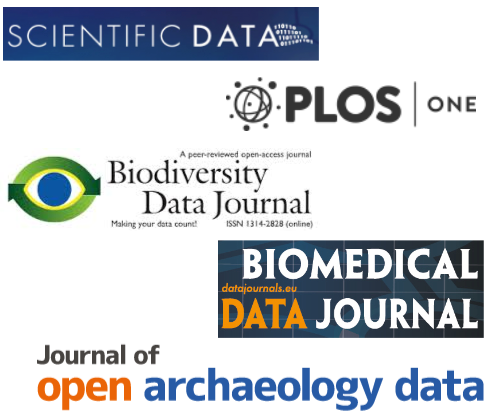 SCIENTIFIC DATA
PLOS ONE
A peer-reviewed open-access journal
Biodiversity
Data Journal
Making your data count! ISSN 1314-2828 (online)
BIOMEDICAL
datajournals.eu
DATA JOURNAL
Journal of
open archaeology data